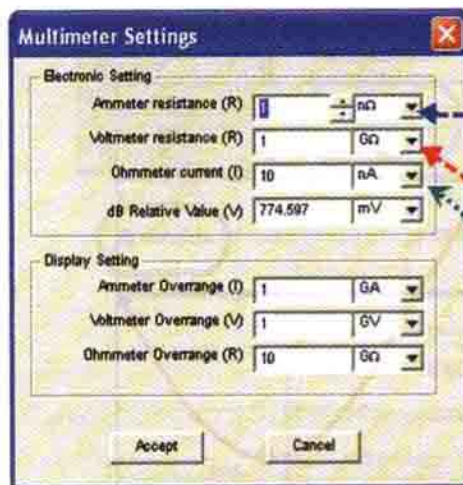 Multimeter Settings
Electronic Setting
Ammeter resistance (R) 1 nΩ
Voltmeter resistance (R) 1 GΩ
Ohmmeter current (I) 10 nA
dB Relative Value (V) 774.597 mV
Display Setting
Ammeter Overrange (I) 1 GA
Voltmeter Overrange (V) 1 GV
Ohmmeter Overrange (R) 10 GΩ
Accept Cancel